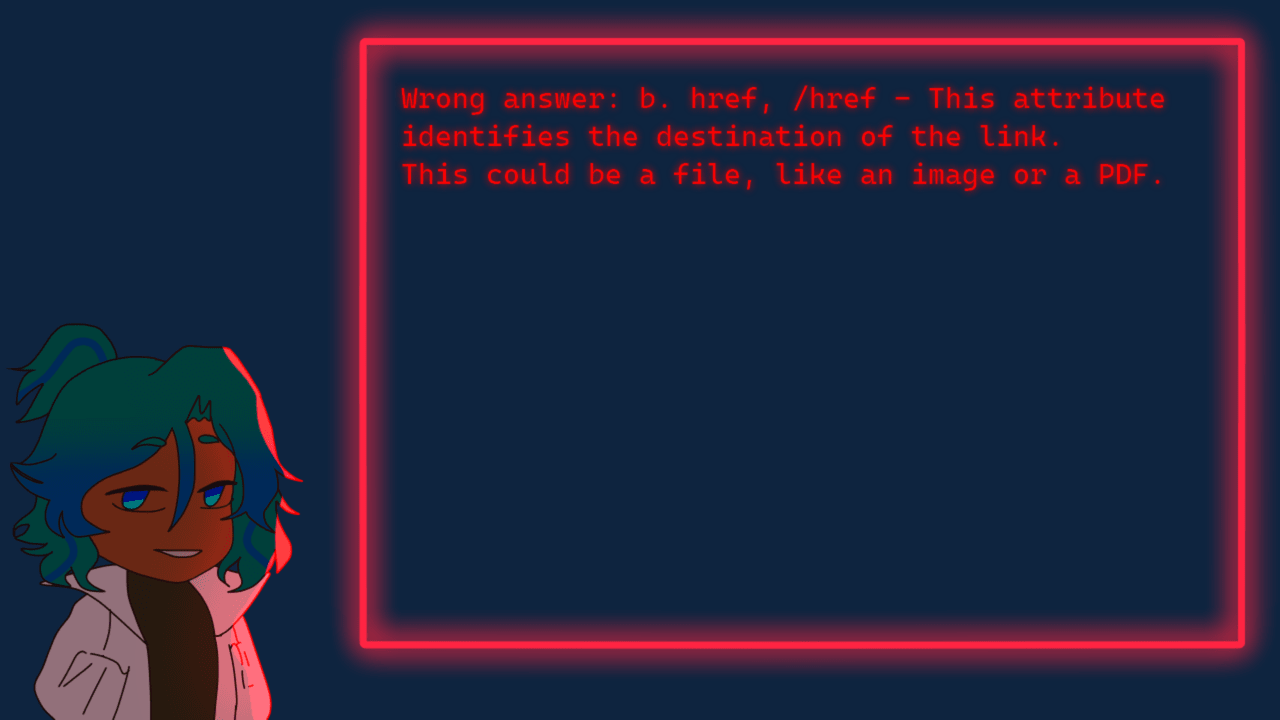 Wrong answer: b. href, /href – This attribute
identifies the destination of the link.
This could be a file, like an image or a PDF.